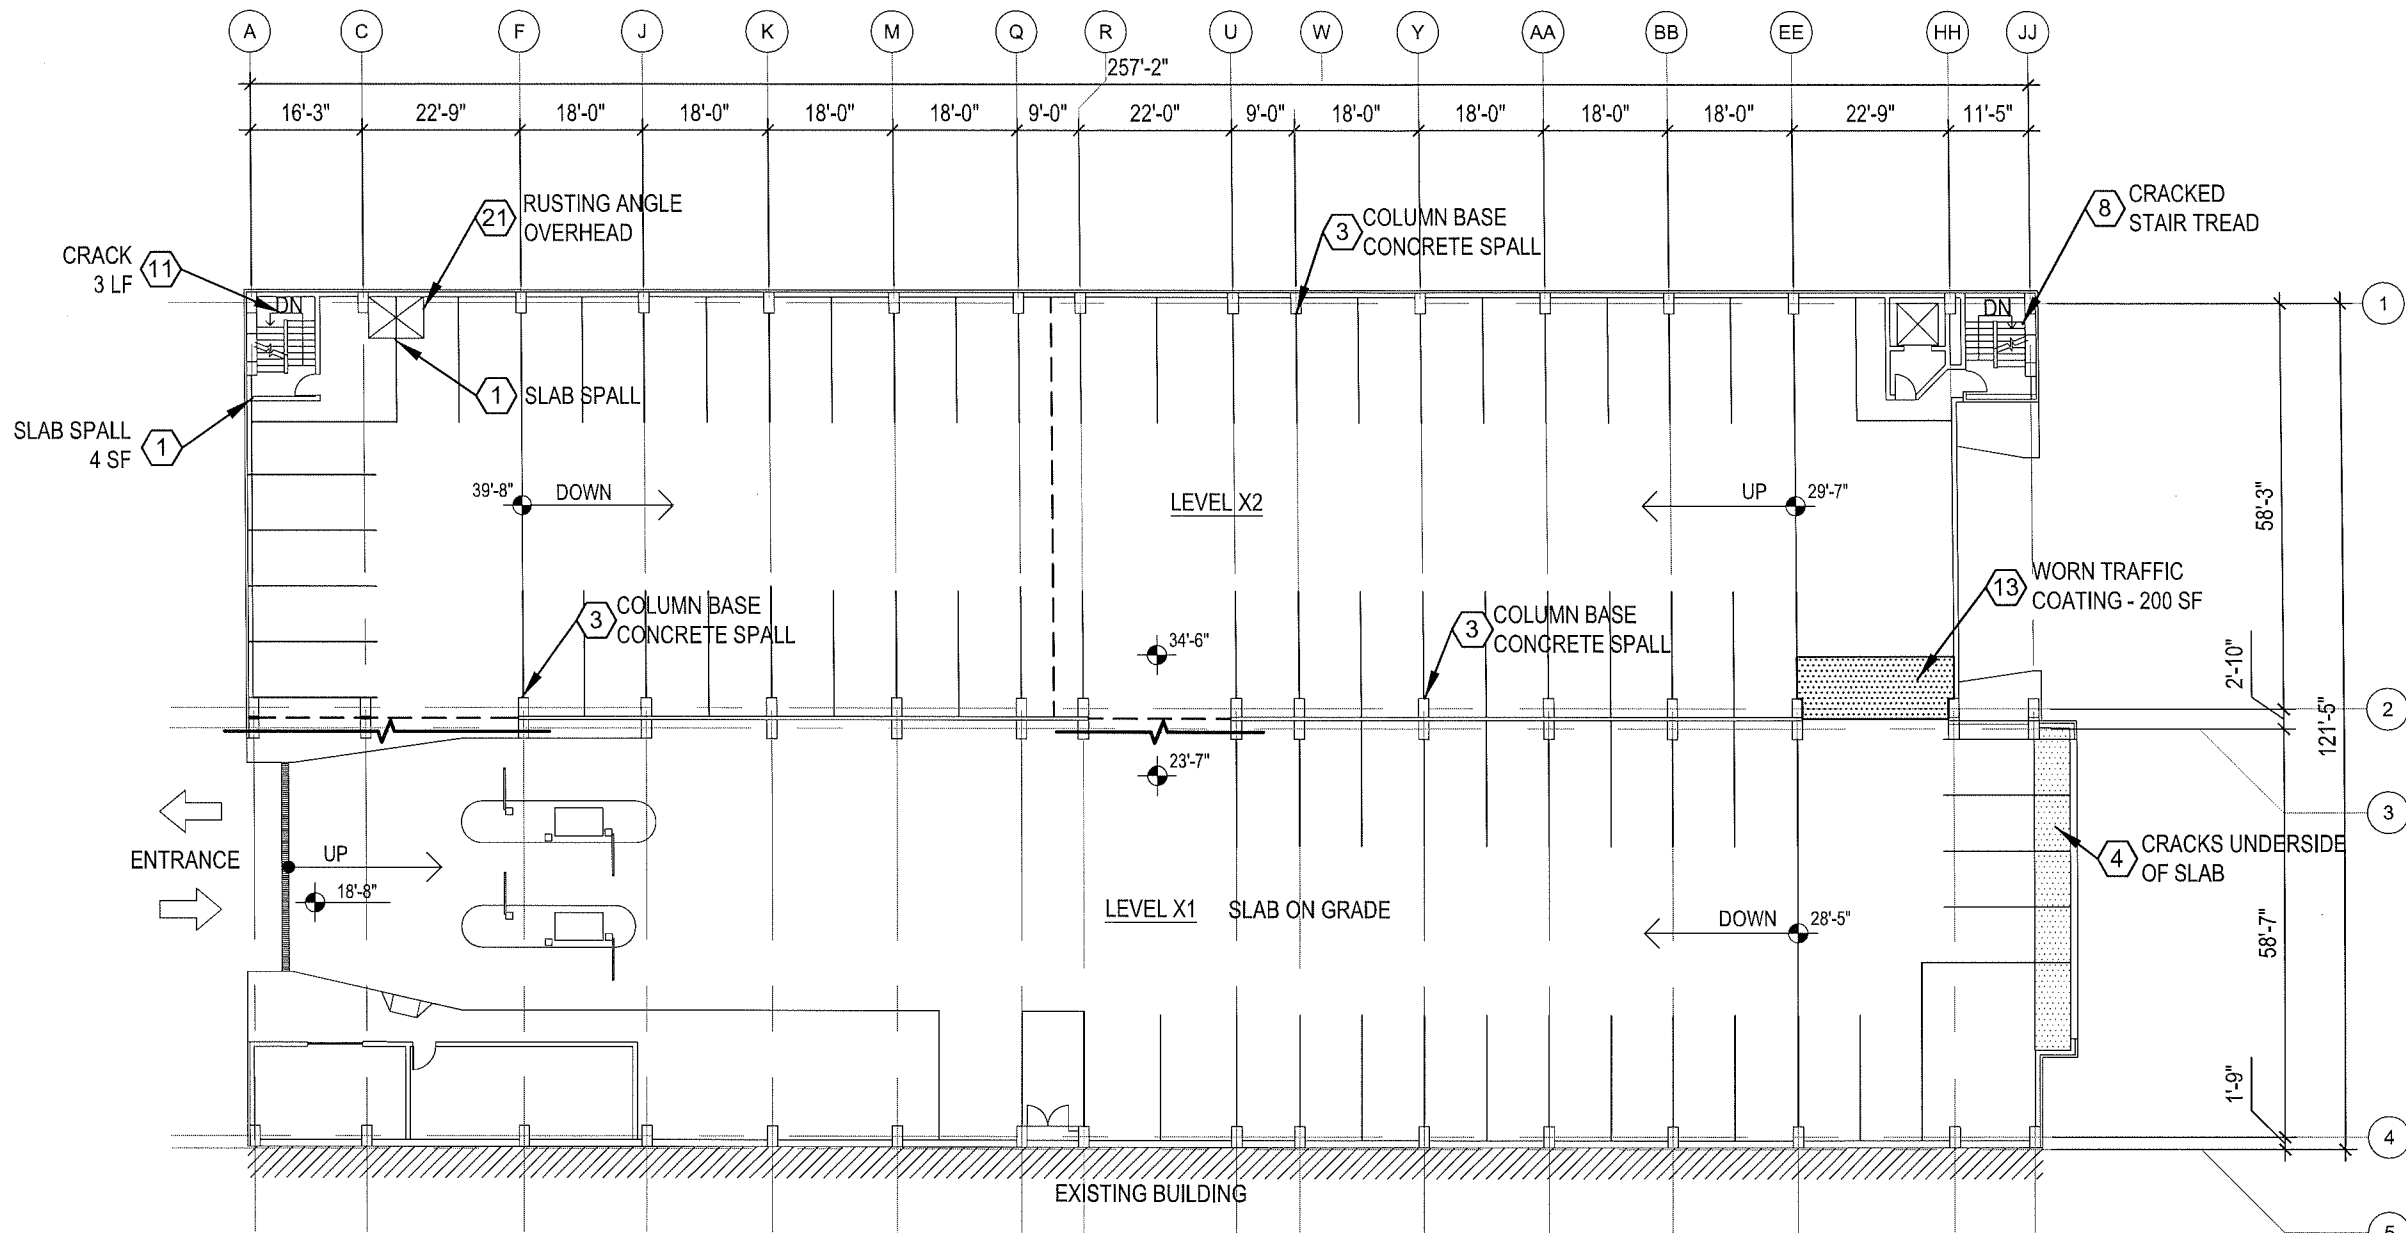 A C F J K M Q R U W Y AA BB EE HH JJ
257'-2"
16'-3" 22'-9" 18'-0" 18'-0" 18'-0" 18'-0" 9'-0" 22'-0" 9'-0" 18'-0" 18'-0" 18'-0" 18'-0" 22'-9" 11'-5"
21 RUSTING ANGLE
OVERHEAD
3 COLUMN BASE
CONCRETE SPALL
8 CRACKED
STAIR TREAD
CRACK
3 LF
11
DN
DN
1
1 SLAB SPALL
SLAB SPALL
4 SF
1
39'-8" DOWN
LEVEL X2
UP 29'-7"
58'-3"
3 COLUMN BASE
CONCRETE SPALL
34'-6"
3 COLUMN BASE
CONCRETE SPALL
13 WORN TRAFFIC
COATING - 200 SF
2'-10"
2
121'-5"
23'-7"
3
ENTRANCE
UP
18'-8"
LEVEL X1 SLAB ON GRADE
DOWN 28'-5"
4 CRACKS UNDERSIDE
OF SLAB
58'-7"
1'-9"
4
EXISTING BUILDING
5